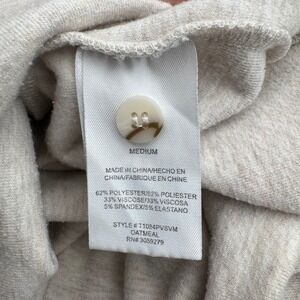 MEDIUM
MADE IN CHINA/HECHO EN
CHINA/FABRIQUE EN CHINE
62% POLYESTER/62% POLIESTER
33% VISCOSE/33% VISCOSA
5% SPANDEX/5% ELASTANO
STYLE # T1084PVSVM
OATMEAL
RN# 3059279